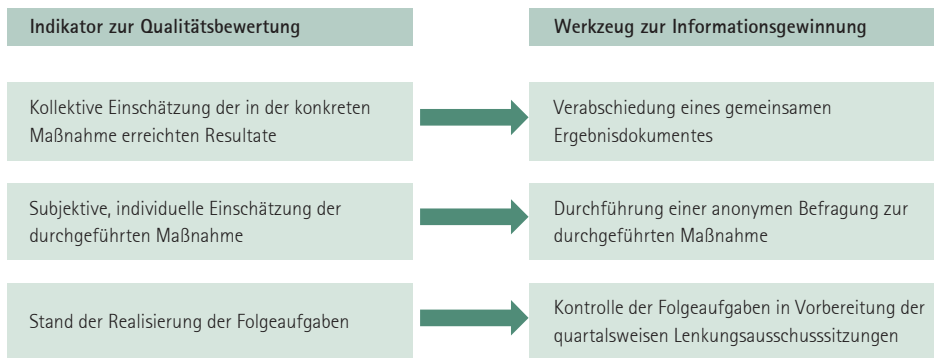 Indikator zur Qualitätsbewertung
Werkzeug zur Informationsgewinnung
Kollektive Einschätzung der in der konkreten
Maßnahme erreichten Resultate
Verabschiedung eines gemeinsamen
Ergebnisdokumentes
Subjektive, individuelle Einschätzung der
durchgeführten Maßnahme
Durchführung einer anonymen Befragung zur
durchgeführten Maßnahme
Stand der Realisierung der Folgeaufgaben
Kontrolle der Folgeaufgaben in Vorbereitung der
quartalsweisen Lenkungsausschusssitzungen